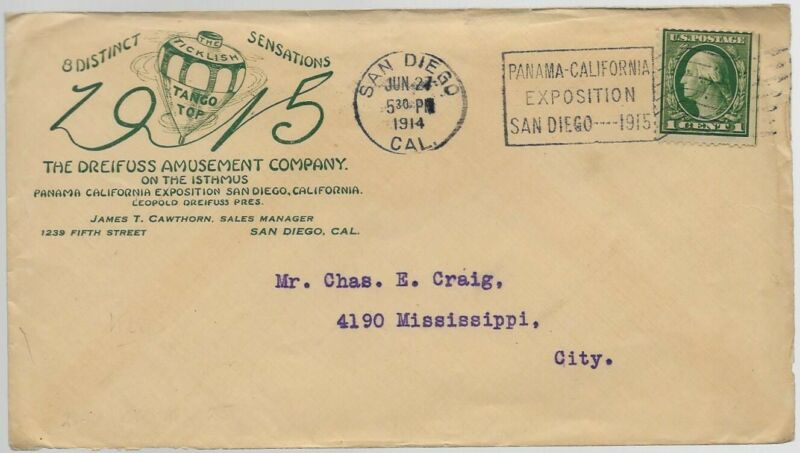 8 DISTINCT SENSATIONS
THE
PICKLISH
TANGO
TOP
1915
THE DREIFUSS AMUSEMENT COMPANY.
ON THE ISTHMUS
PANAMA CALIFORNIA EXPOSITION SAN DIEGO, CALIFORNIA.
LEOPOLD DREIFUSS PRES.
JAMES T. CAWTHORN, SALES MANAGER
1239 FIFTH STREET SAN DIEGO, CAL.
SAN DIEGO
JUN 27
5 30 PM
1914
CAL.
PANAMA-CALIFORNIA
EXPOSITION
SAN DIEGO----1915
U.S. POSTAGE
1 CENT 1
Mr. Chas. E. Craig,
4190 Mississippi,
City.